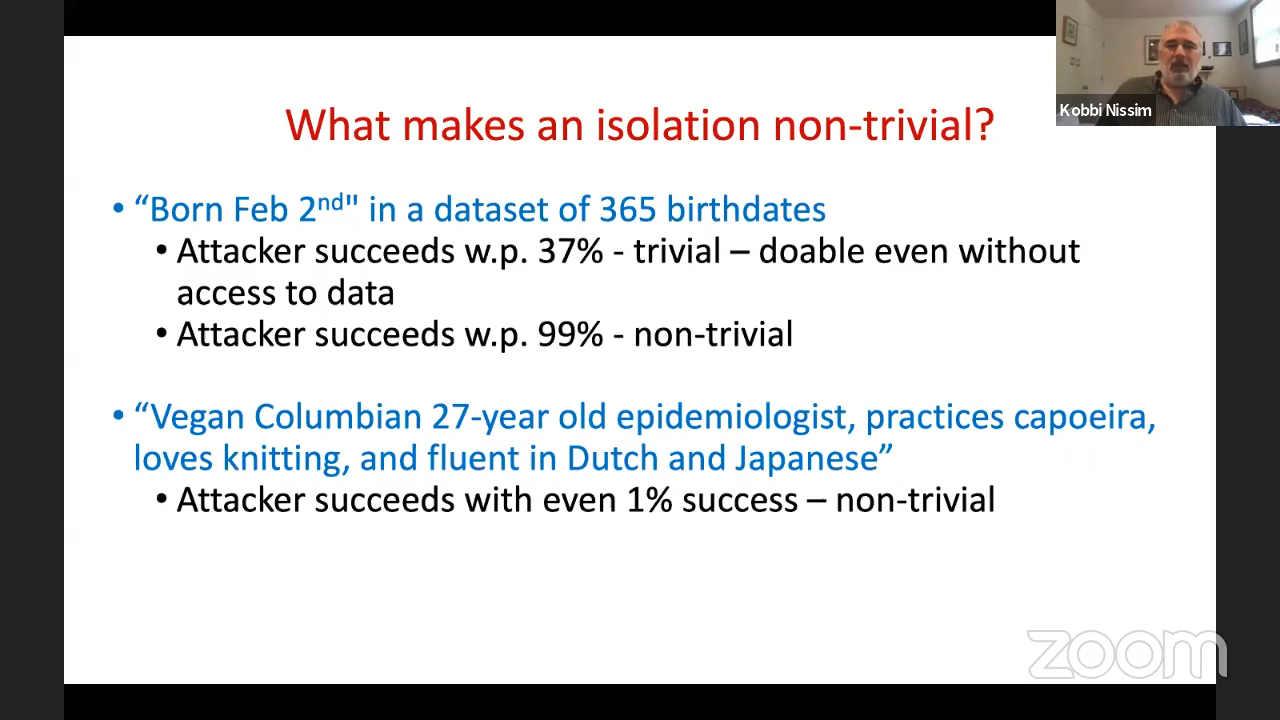 Kobbi Nissim
What makes an isolation non-trivial?
• “Born Feb 2nd" in a dataset of 365 birthdates
• Attacker succeeds w.p. 37% - trivial – doable even without
access to data
• Attacker succeeds w.p. 99% - non-trivial
• “Vegan Columbian 27-year old epidemiologist, practices capoeira,
loves knitting, and fluent in Dutch and Japanese”
• Attacker succeeds with even 1% success – non-trivial
zoom